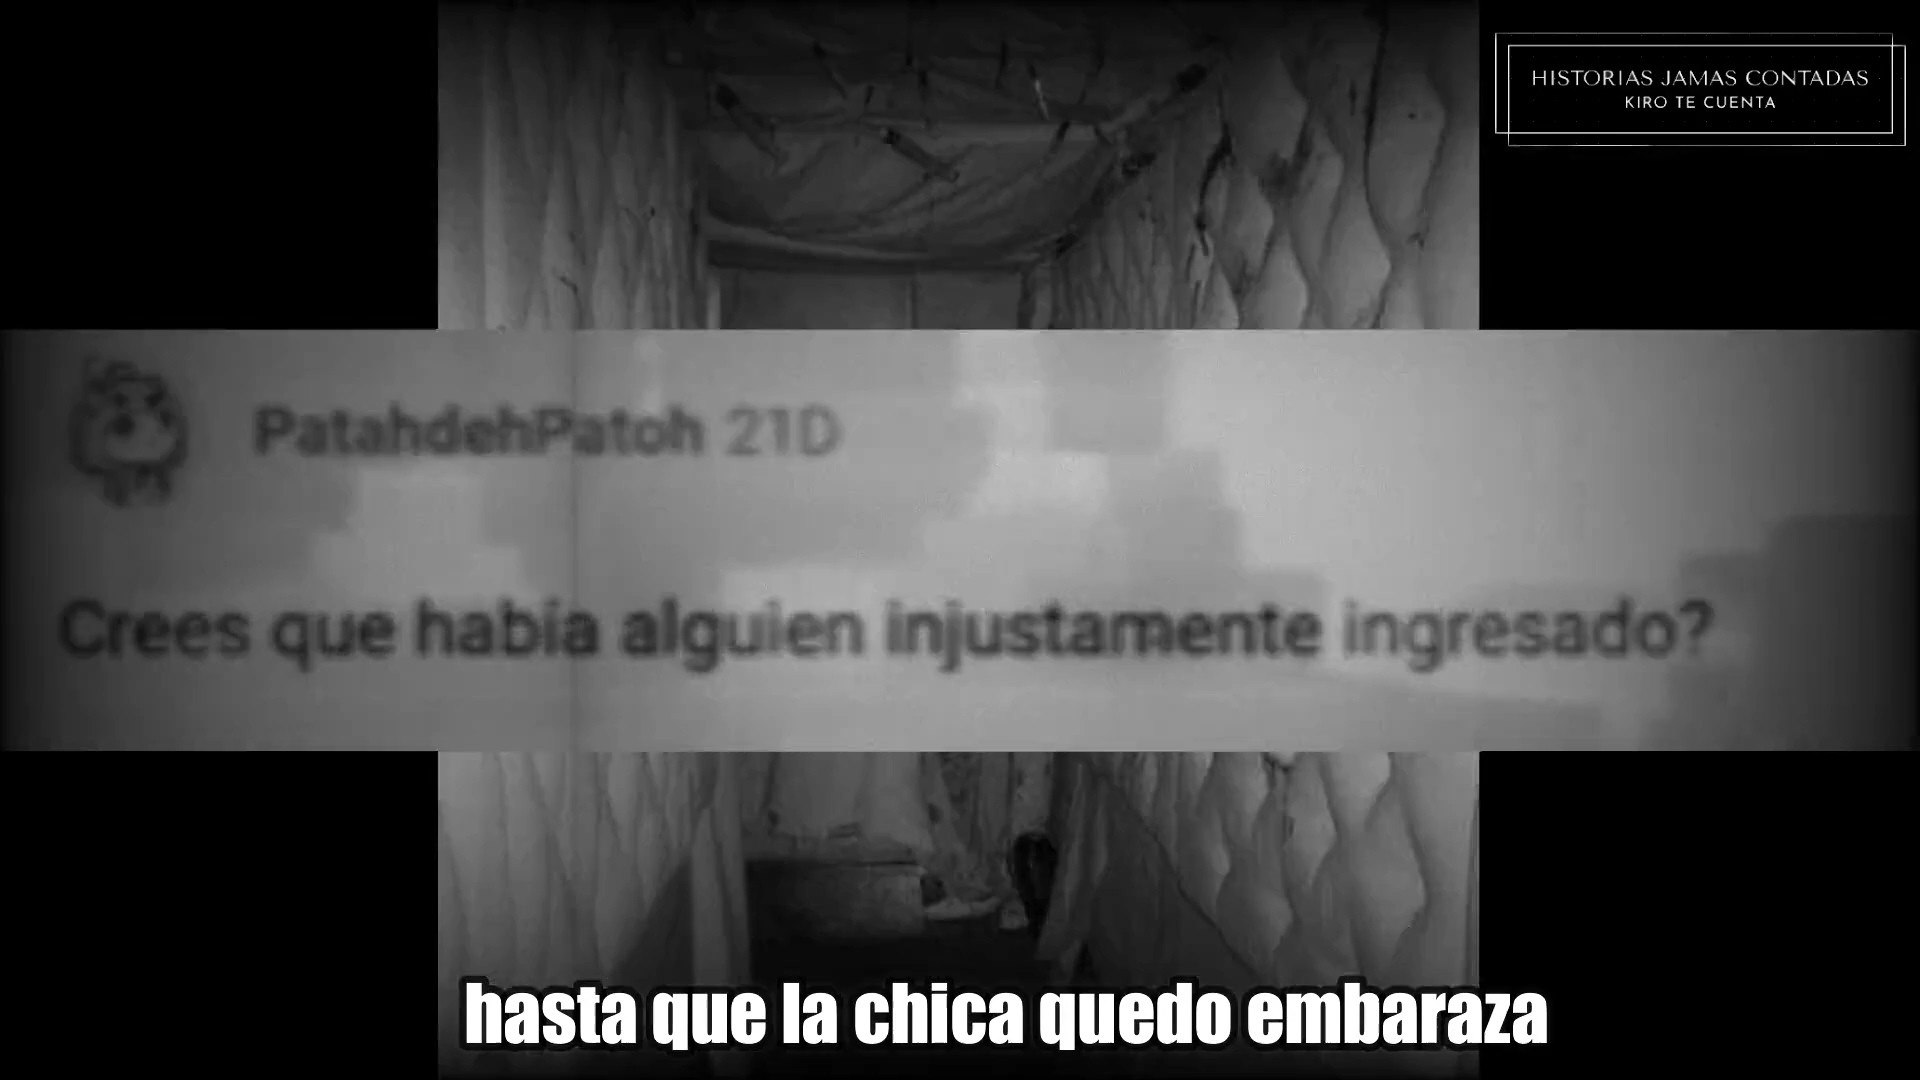 HISTORIAS JAMAS CONTADAS
KIRO TE CUENTA
PatahdehPatoh 21D
Crees que había alguien injustamente ingresado?
hasta que la chica quedo embaraza